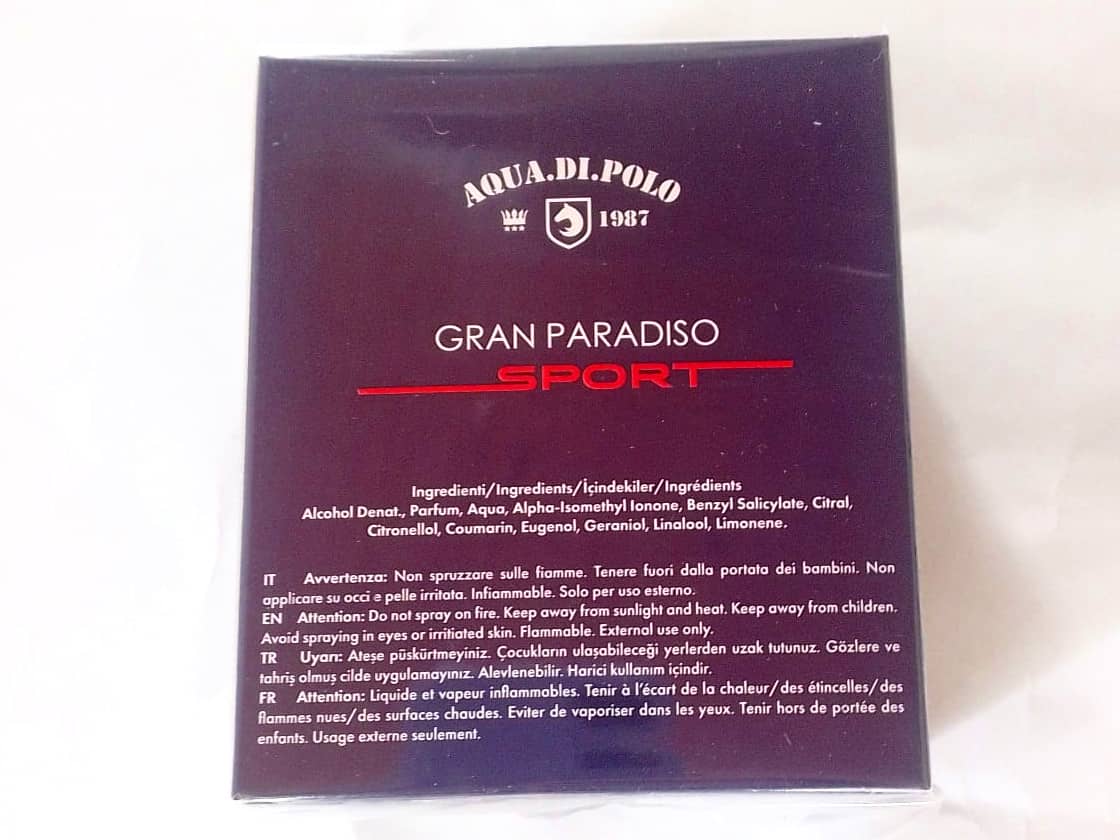 AQUA.DI.POLO
1987
GRAN PARADISO
SPORT
Ingredienti/Ingredients/İçindekiler/Ingrédients
Alcohol Denat., Parfum, Aqua, Alpha-Isomethyl Ionone, Benzyl Salicylate, Citral,
Citronellol, Coumarin, Eugenol, Geraniol, Linalool, Limonene.
IT Avvertenza: Non spruzzare sulle fiamme. Tenere fuori dalla portata dei bambini. Non
applicare su occi e pelle irritata. Infiammable. Solo per uso esterno.
EN Attention: Do not spray on fire. Keep away from sunlight and heat. Keep away from children.
Avoid spraying in eyes or irritiated skin. Flammable. External use only.
TR Uyarı: Ateşe püskürtmeyiniz. Çocukların ulaşabileceği yerlerden uzak tutunuz. Gözlere ve
tahriş olmuş cilde uygulamayınız. Alevlenebilir. Harici kullanım içindir.
FR Attention: Liquide et vapeur inflammables. Tenir à l'écart de la chaleur/des étincelles/des
flammes nues/des surfaces chaudes. Eviter de vaporiser dans les yeux. Tenir hors de portée des
enfants. Usage externe seulement.